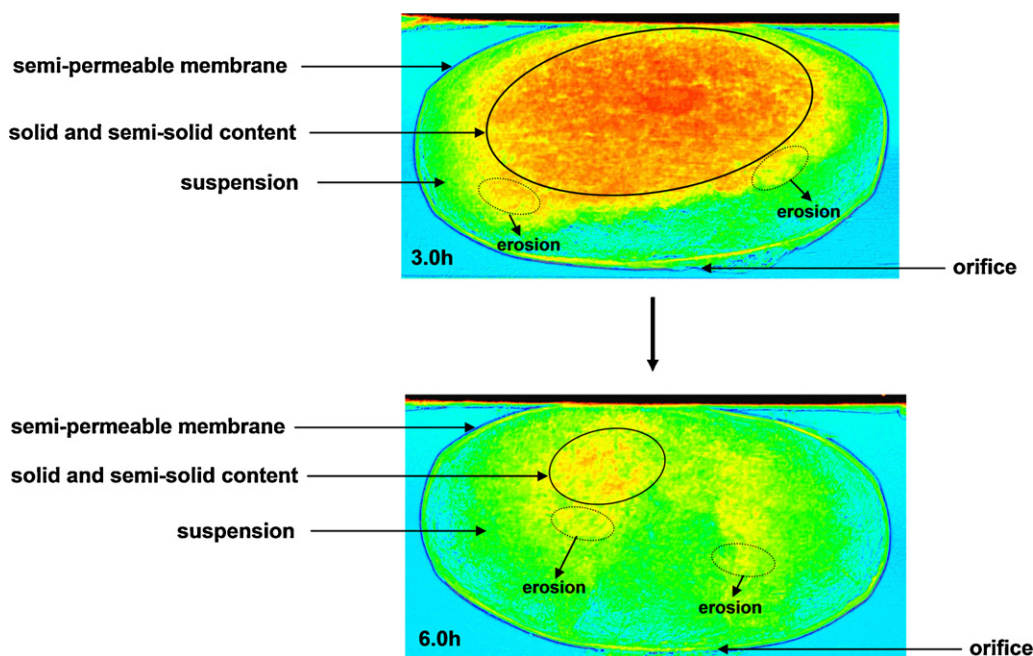 semi-permeable membrane
solid and semi-solid content
suspension
erosion
erosion
3.0h
orifice
semi-permeable membrane
solid and semi-solid content
suspension
erosion
erosion
6.0h
orifice